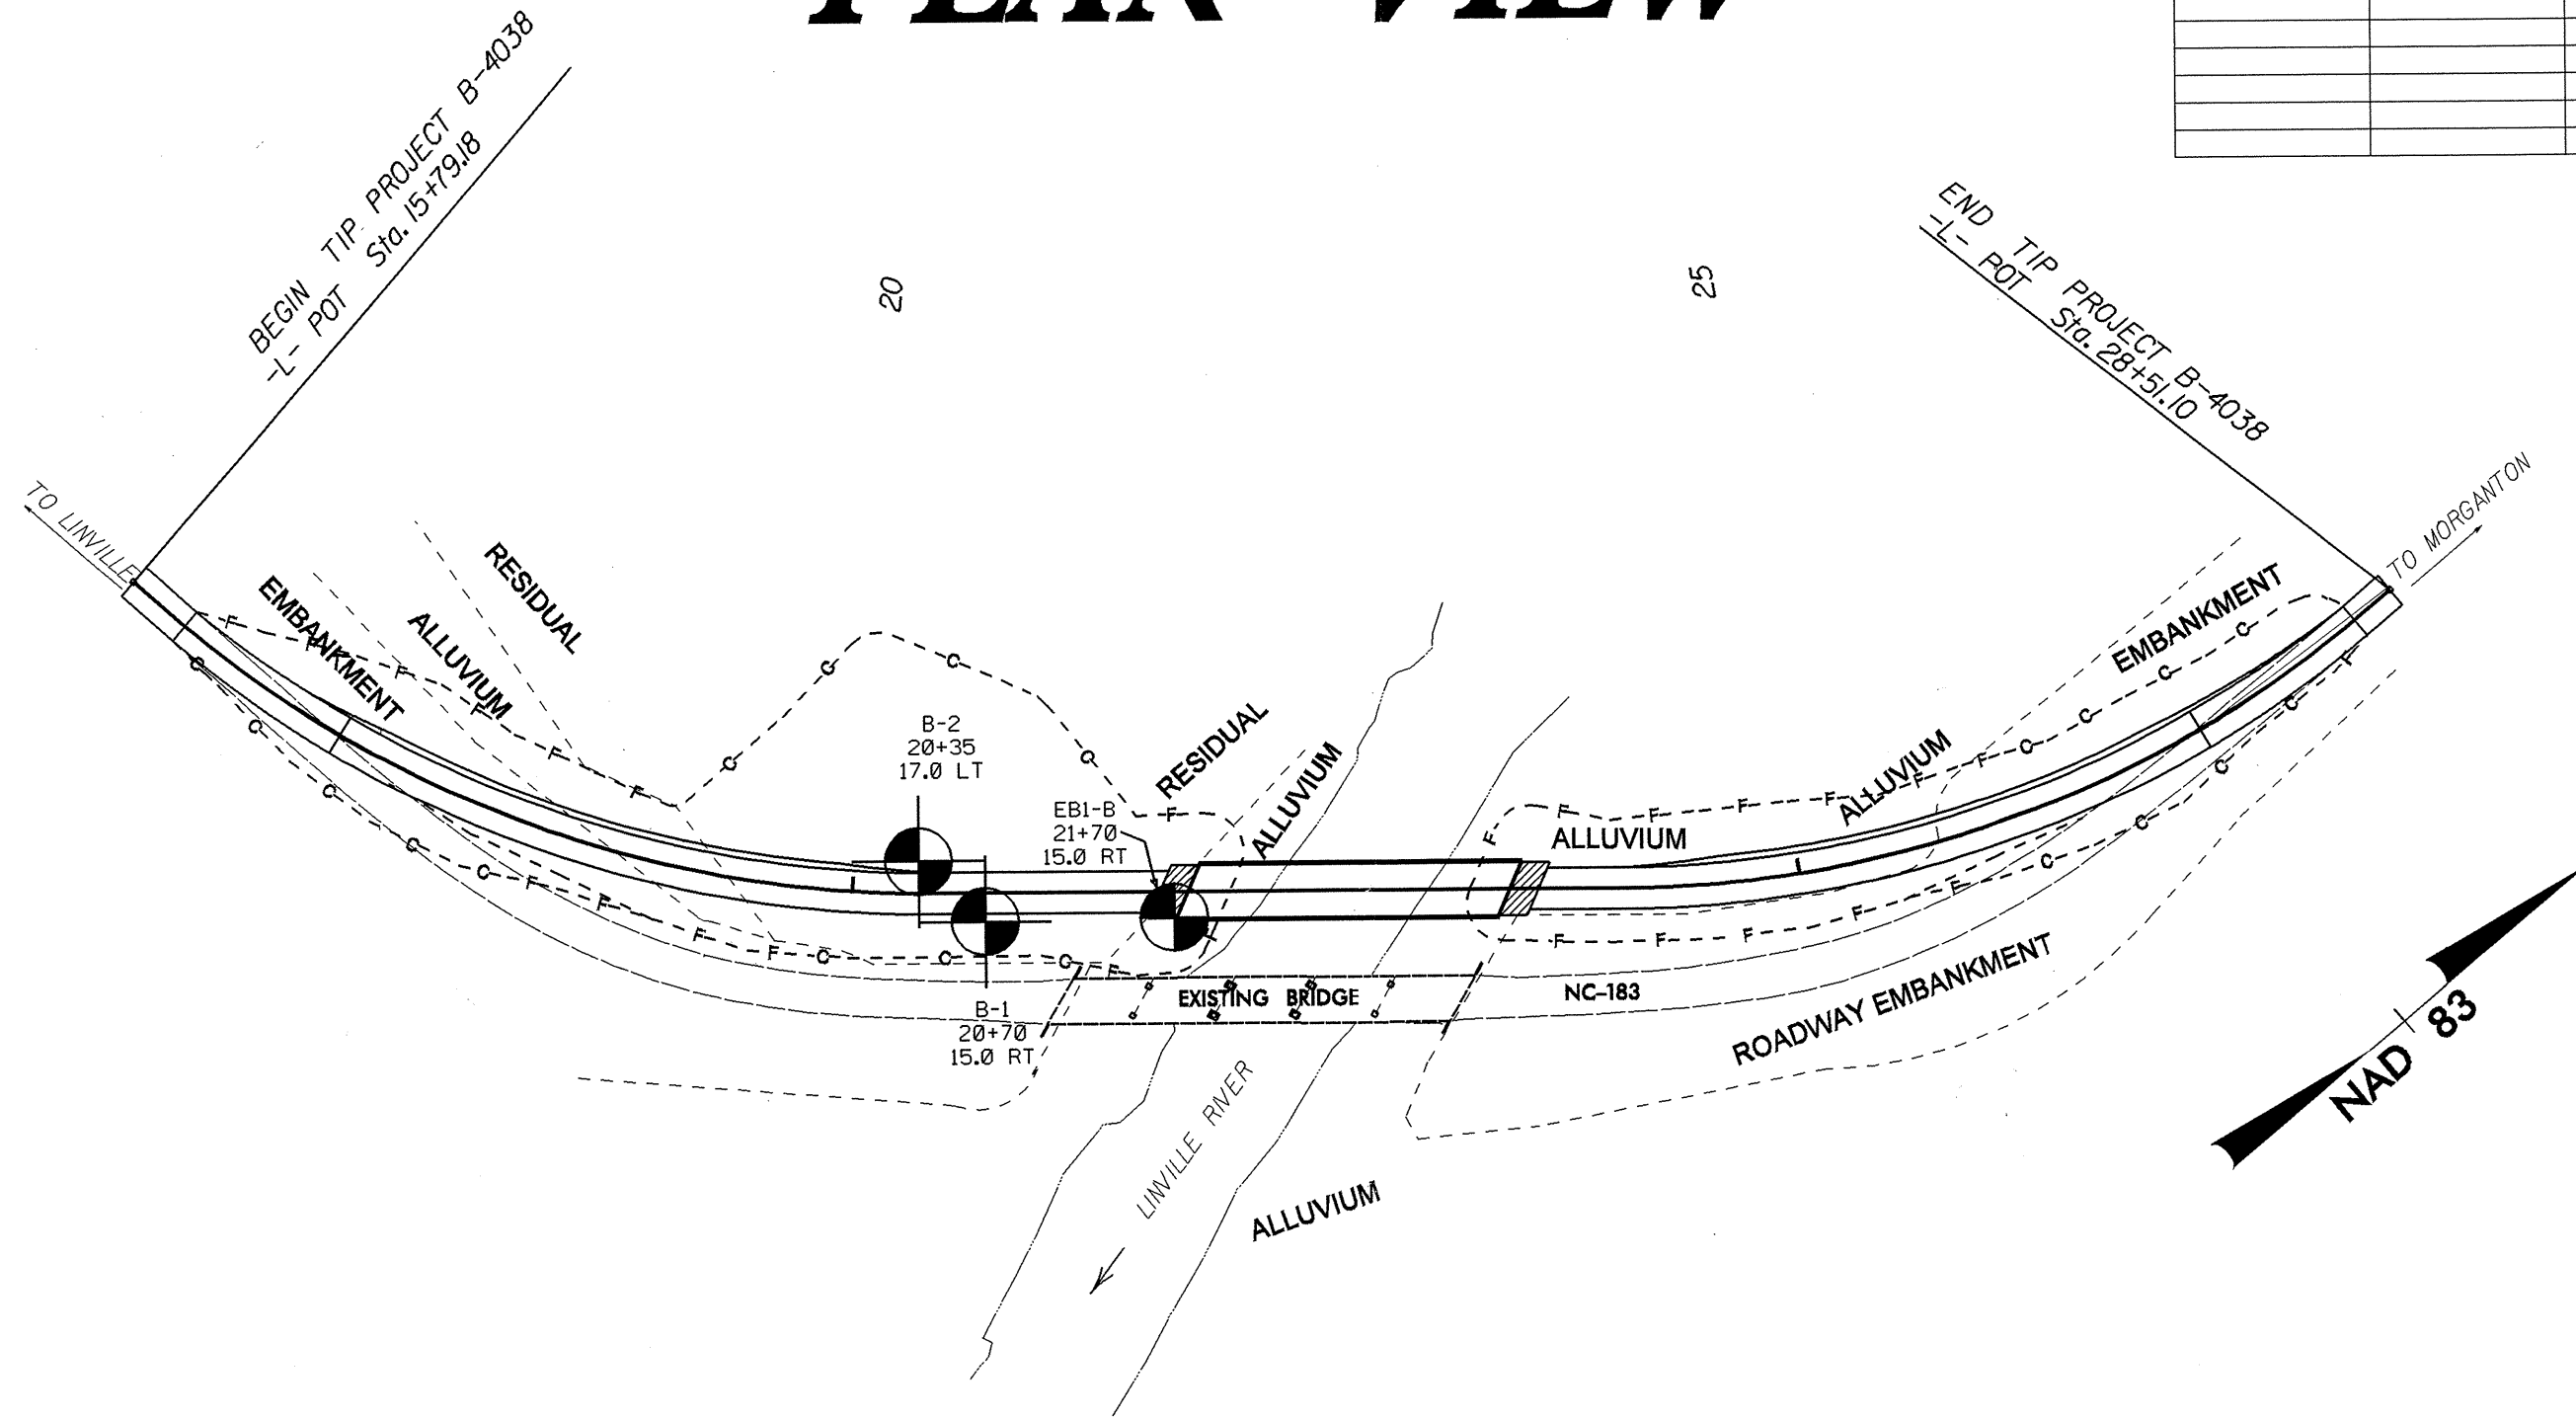 PLAN VIEW
BEGIN TIP PROJECT B-4038
-L- POT Sta. 15+79.18
END TIP PROJECT B-4038
-L- POT Sta. 28+51.10
20
25
TO LINVILLE
TO MORGANTON
EMBANKMENT
ALLUVIUM
RESIDUAL
B-2
20+35
17.0 LT
EB1-B
21+70
15.0 RT
RESIDUAL
ALLUVIUM
ALLUVIUM
ALLUVIUM
EMBANKMENT
B-1
20+70
15.0 RT
EXISTING BRIDGE
NC-183
ROADWAY EMBANKMENT
LINVILLE RIVER
ALLUVIUM
NAD 83
F
F
F
F
F
F
C
C
C
C
C
C
C
C
C
F
F
F
F
C
C
C
F
F
F
F
F
F
F
F
F
F
C
C
C
C
C
F
F
F
F
F
C
C
C
C
F